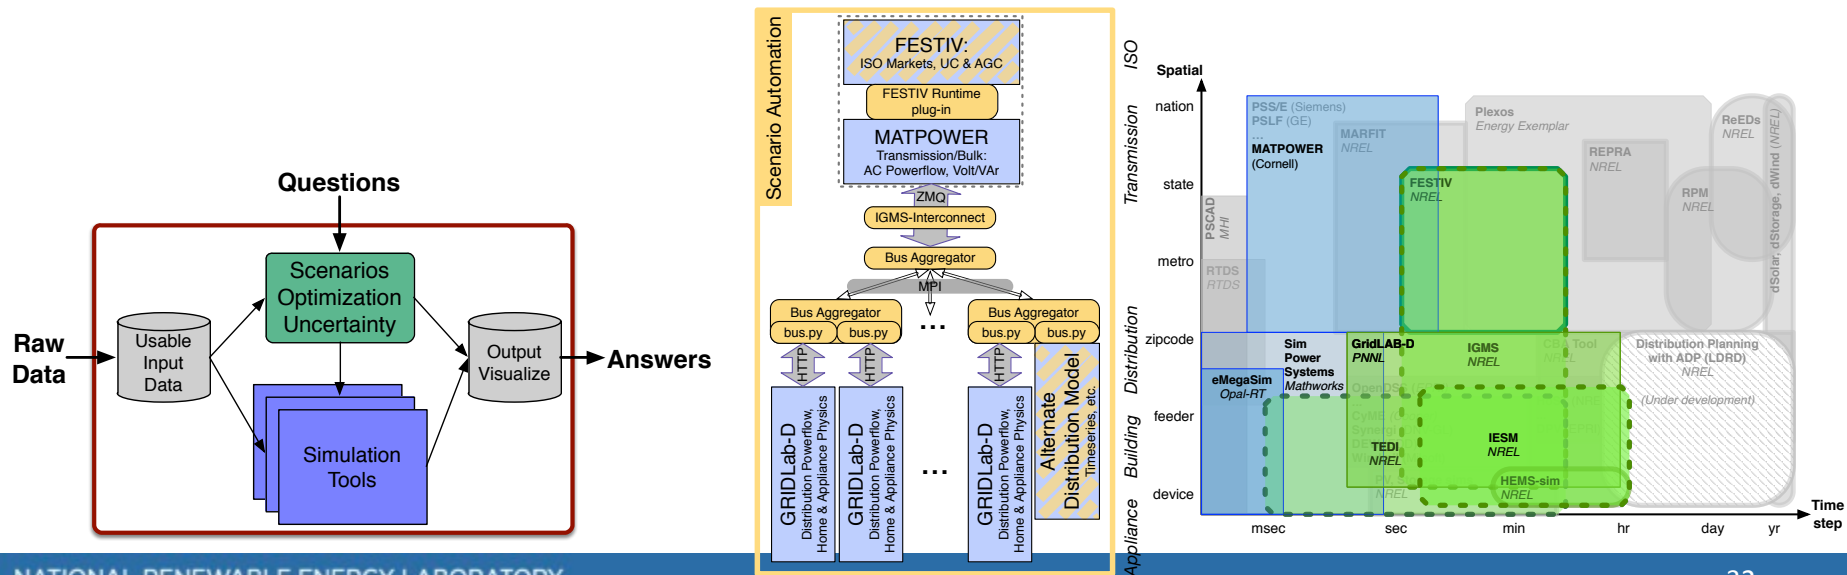 Questions
Scenarios
Optimization
Uncertainty
Raw
Data
Usable
Input
Data
Output
Visualize
Answers
Simulation
Tools
Scenario Automation
FESTIV:
ISO Markets, UC & AGC
FESTIV Runtime
plug-in
MATPOWER
Transmission/Bulk:
AC Powerflow, Volt/VAr
ZMQ
IGMS-Interconnect
Bus Aggregator
MPI
Bus Aggregator
bus.py
bus.py
...
Bus Aggregator
bus.py
bus.py
HTTP
HTTP
HTTP
GRIDLab-D
Distribution Powerflow,
Home & Appliance Physics
GRIDLab-D
Distribution Powerflow,
Home & Appliance Physics
...
GRIDLab-D
Distribution Powerflow,
Home & Appliance Physics
Alternate
Distribution Model
Timeseries, etc.
ISO
Transmission
Distribution
Building
Appliance
Spatial
nation
state
metro
zipcode
feeder
device
PSS/E (Siemens)
PSLF (GE)
...
MATPOWER
(Cornell)
MARFIT
NREL
Plexos
Energy Exemplar
REPRA
NREL
ReEDs
NREL
RPM
NREL
dSolar, dStorage, dWind (NREL)
FESTIV
NREL
PSCAD
MHI
RTDS
RTDS
Sim
Power
Systems
Mathworks
eMegaSim
Opal-RT
GridLAB-D
PNNL
IGMS
NREL
Tool
NREL
Distribution Planning
with ADP (LDRD)
NREL
(Under development)
OpenDSS
TEDI
NREL
NREL
IESM
NREL
HEMS-sim
NREL
msec
sec
min
hr
day
yr
Time
step
NATIONAL RENEWABLE ENERGY LABORATORY